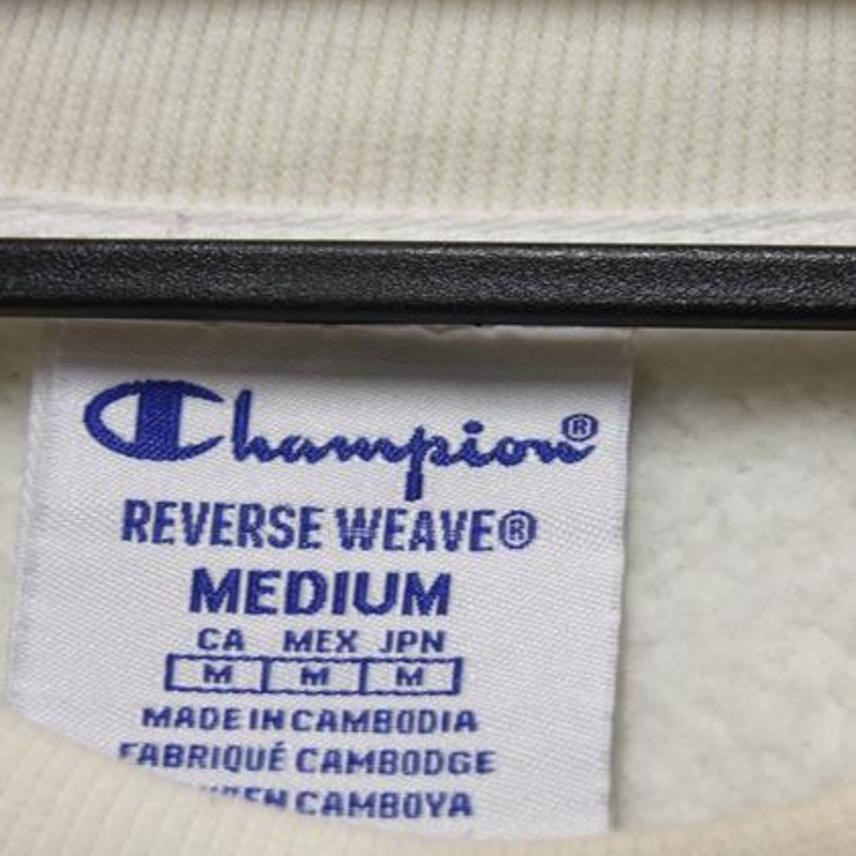 Champion®
REVERSE WEAVE®
MEDIUM
CA MEX JPN
M M M
MADE IN CAMBODIA
FABRIQUÉ CAMBODGE
CAMBOYA